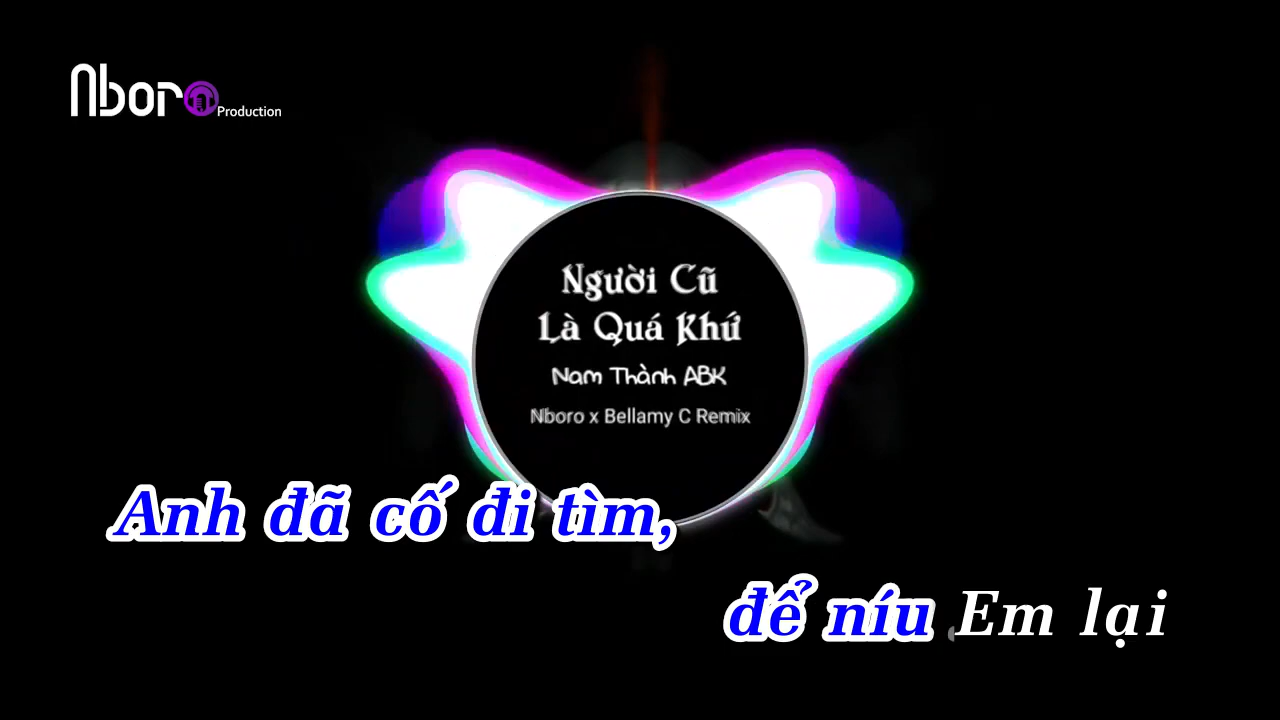 Nboro Production
Người Cũ
Là Quá Khứ
Nam Thành ABK
Nboro x Bellamy C Remix
Anh đã cố đi tìm,
để níu Em lại